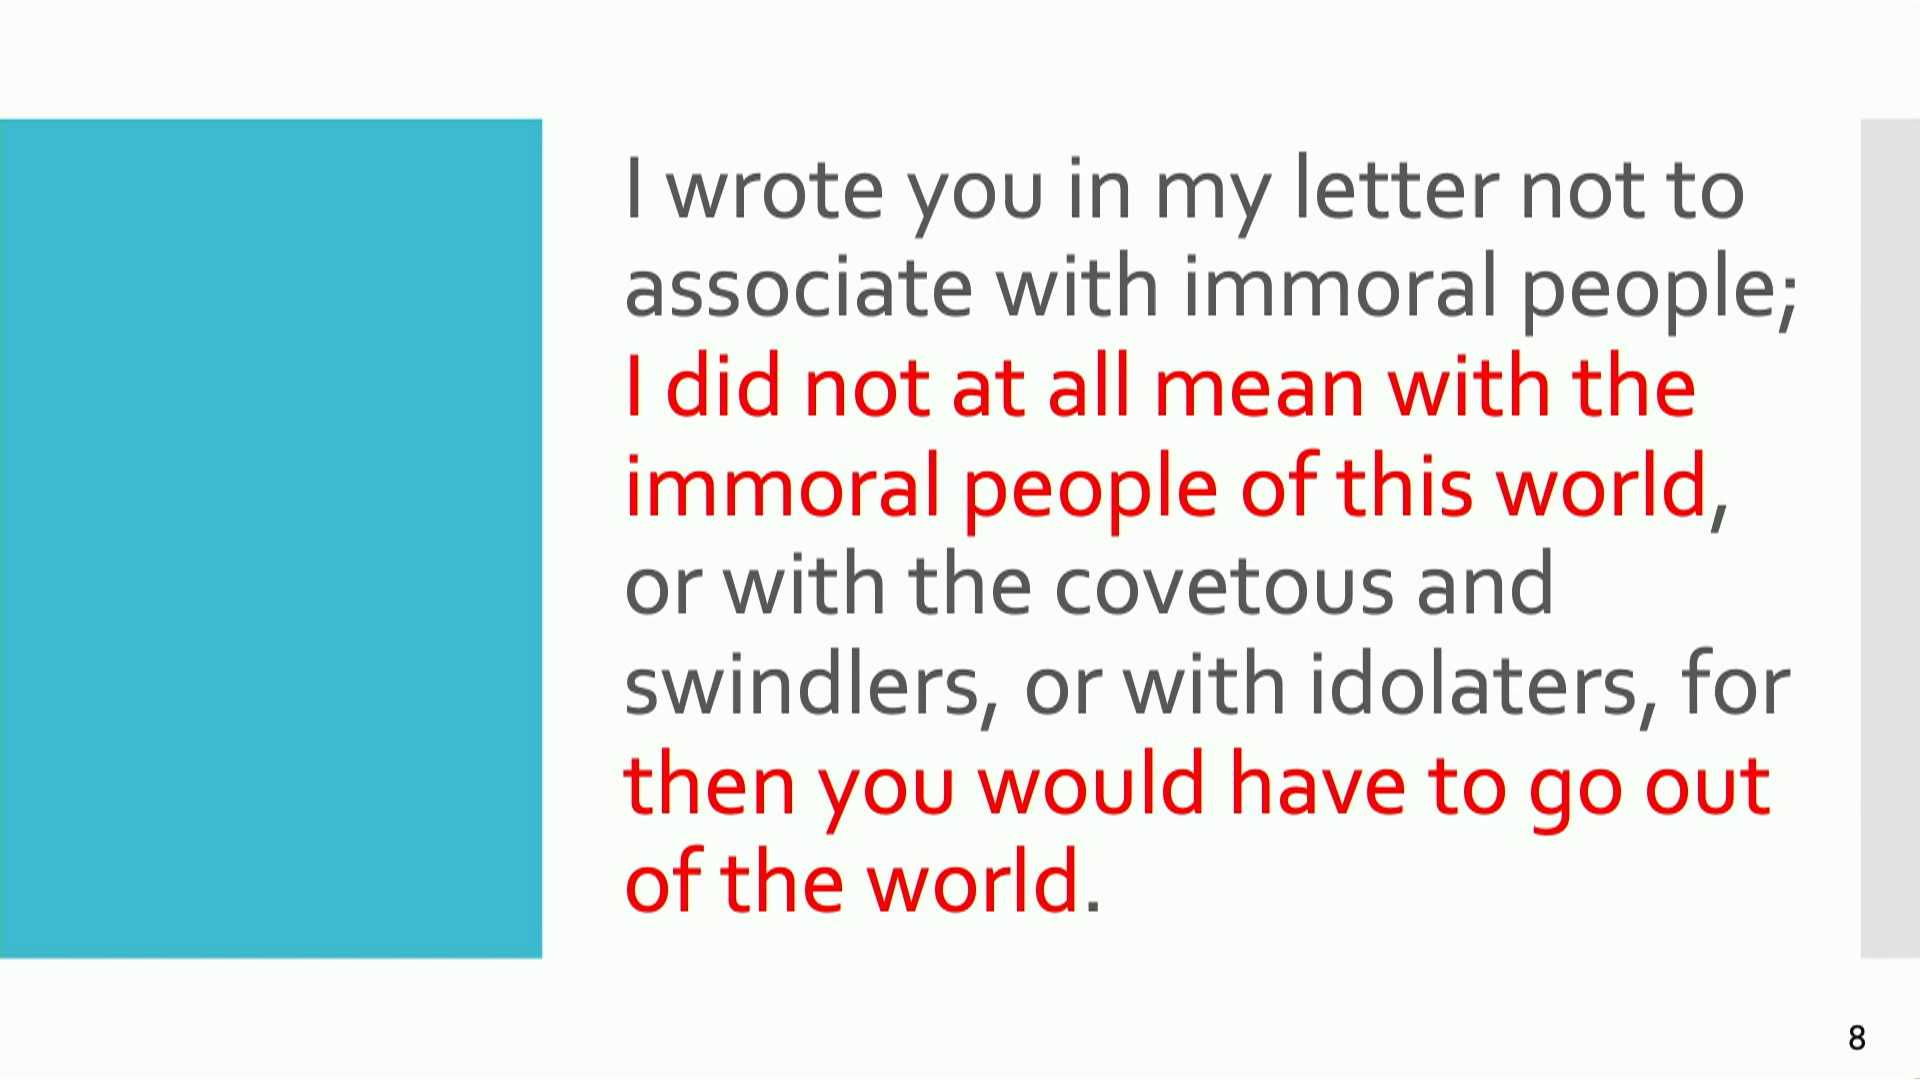 I wrote you in my letter not to
associate with immoral people;
I did not at all mean with the
immoral people of this world,
or with the covetous and
swindlers, or with idolaters, for
then you would have to go out
of the world.
8